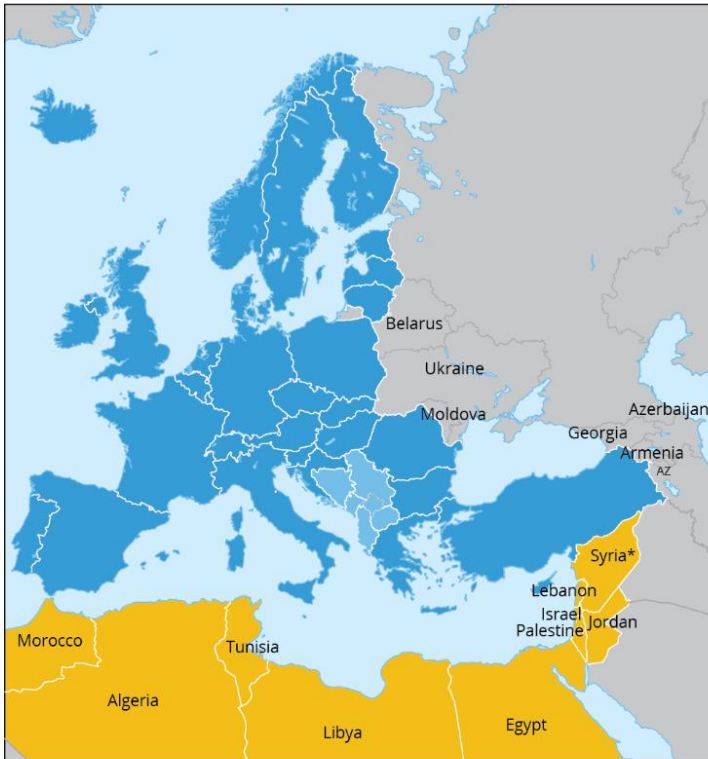 Belarus
Ukraine
Moldova
Azerbaijan
Georgia
Armenia
AZ
Syria*
Lebanon
Israel
Palestine
Jordan
Morocco
Tunisia
Algeria
Libya
Egypt